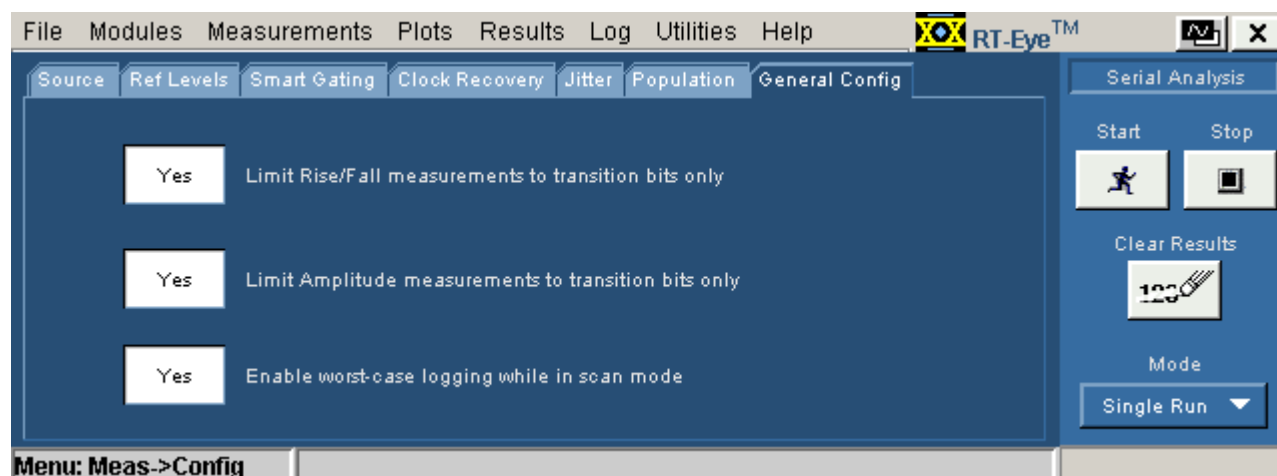 File Modules Measurements Plots Results Log Utilities Help RT-Eye™
Source Ref Levels Smart Gating Clock Recovery Jitter Population General Config
Serial Analysis
Yes Limit Rise/Fall measurements to transition bits only
Yes Limit Amplitude measurements to transition bits only
Yes Enable worst-case logging while in scan mode
Start Stop
Clear Results
123
Mode
Single Run
Menu: Meas->Config